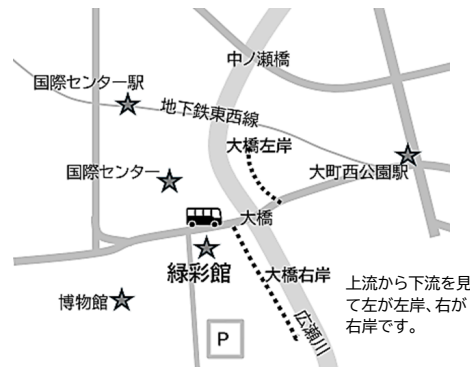 中ノ瀬橋
国際センター駅
地下鉄東西線
大橋左岸
大町西公園駅
国際センター
大橋
緑彩館
大橋右岸
博物館
広瀬川
P
上流から下流を見
て左が左岸、右が
右岸です。